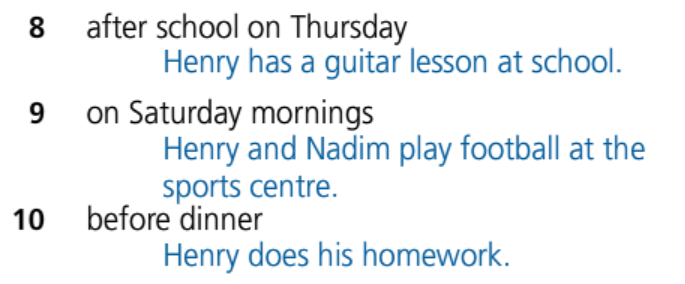 8 after school on Thursday
Henry has a guitar lesson at school.
9 on Saturday mornings
Henry and Nadim play football at the
sports centre.
10 before dinner
Henry does his homework.